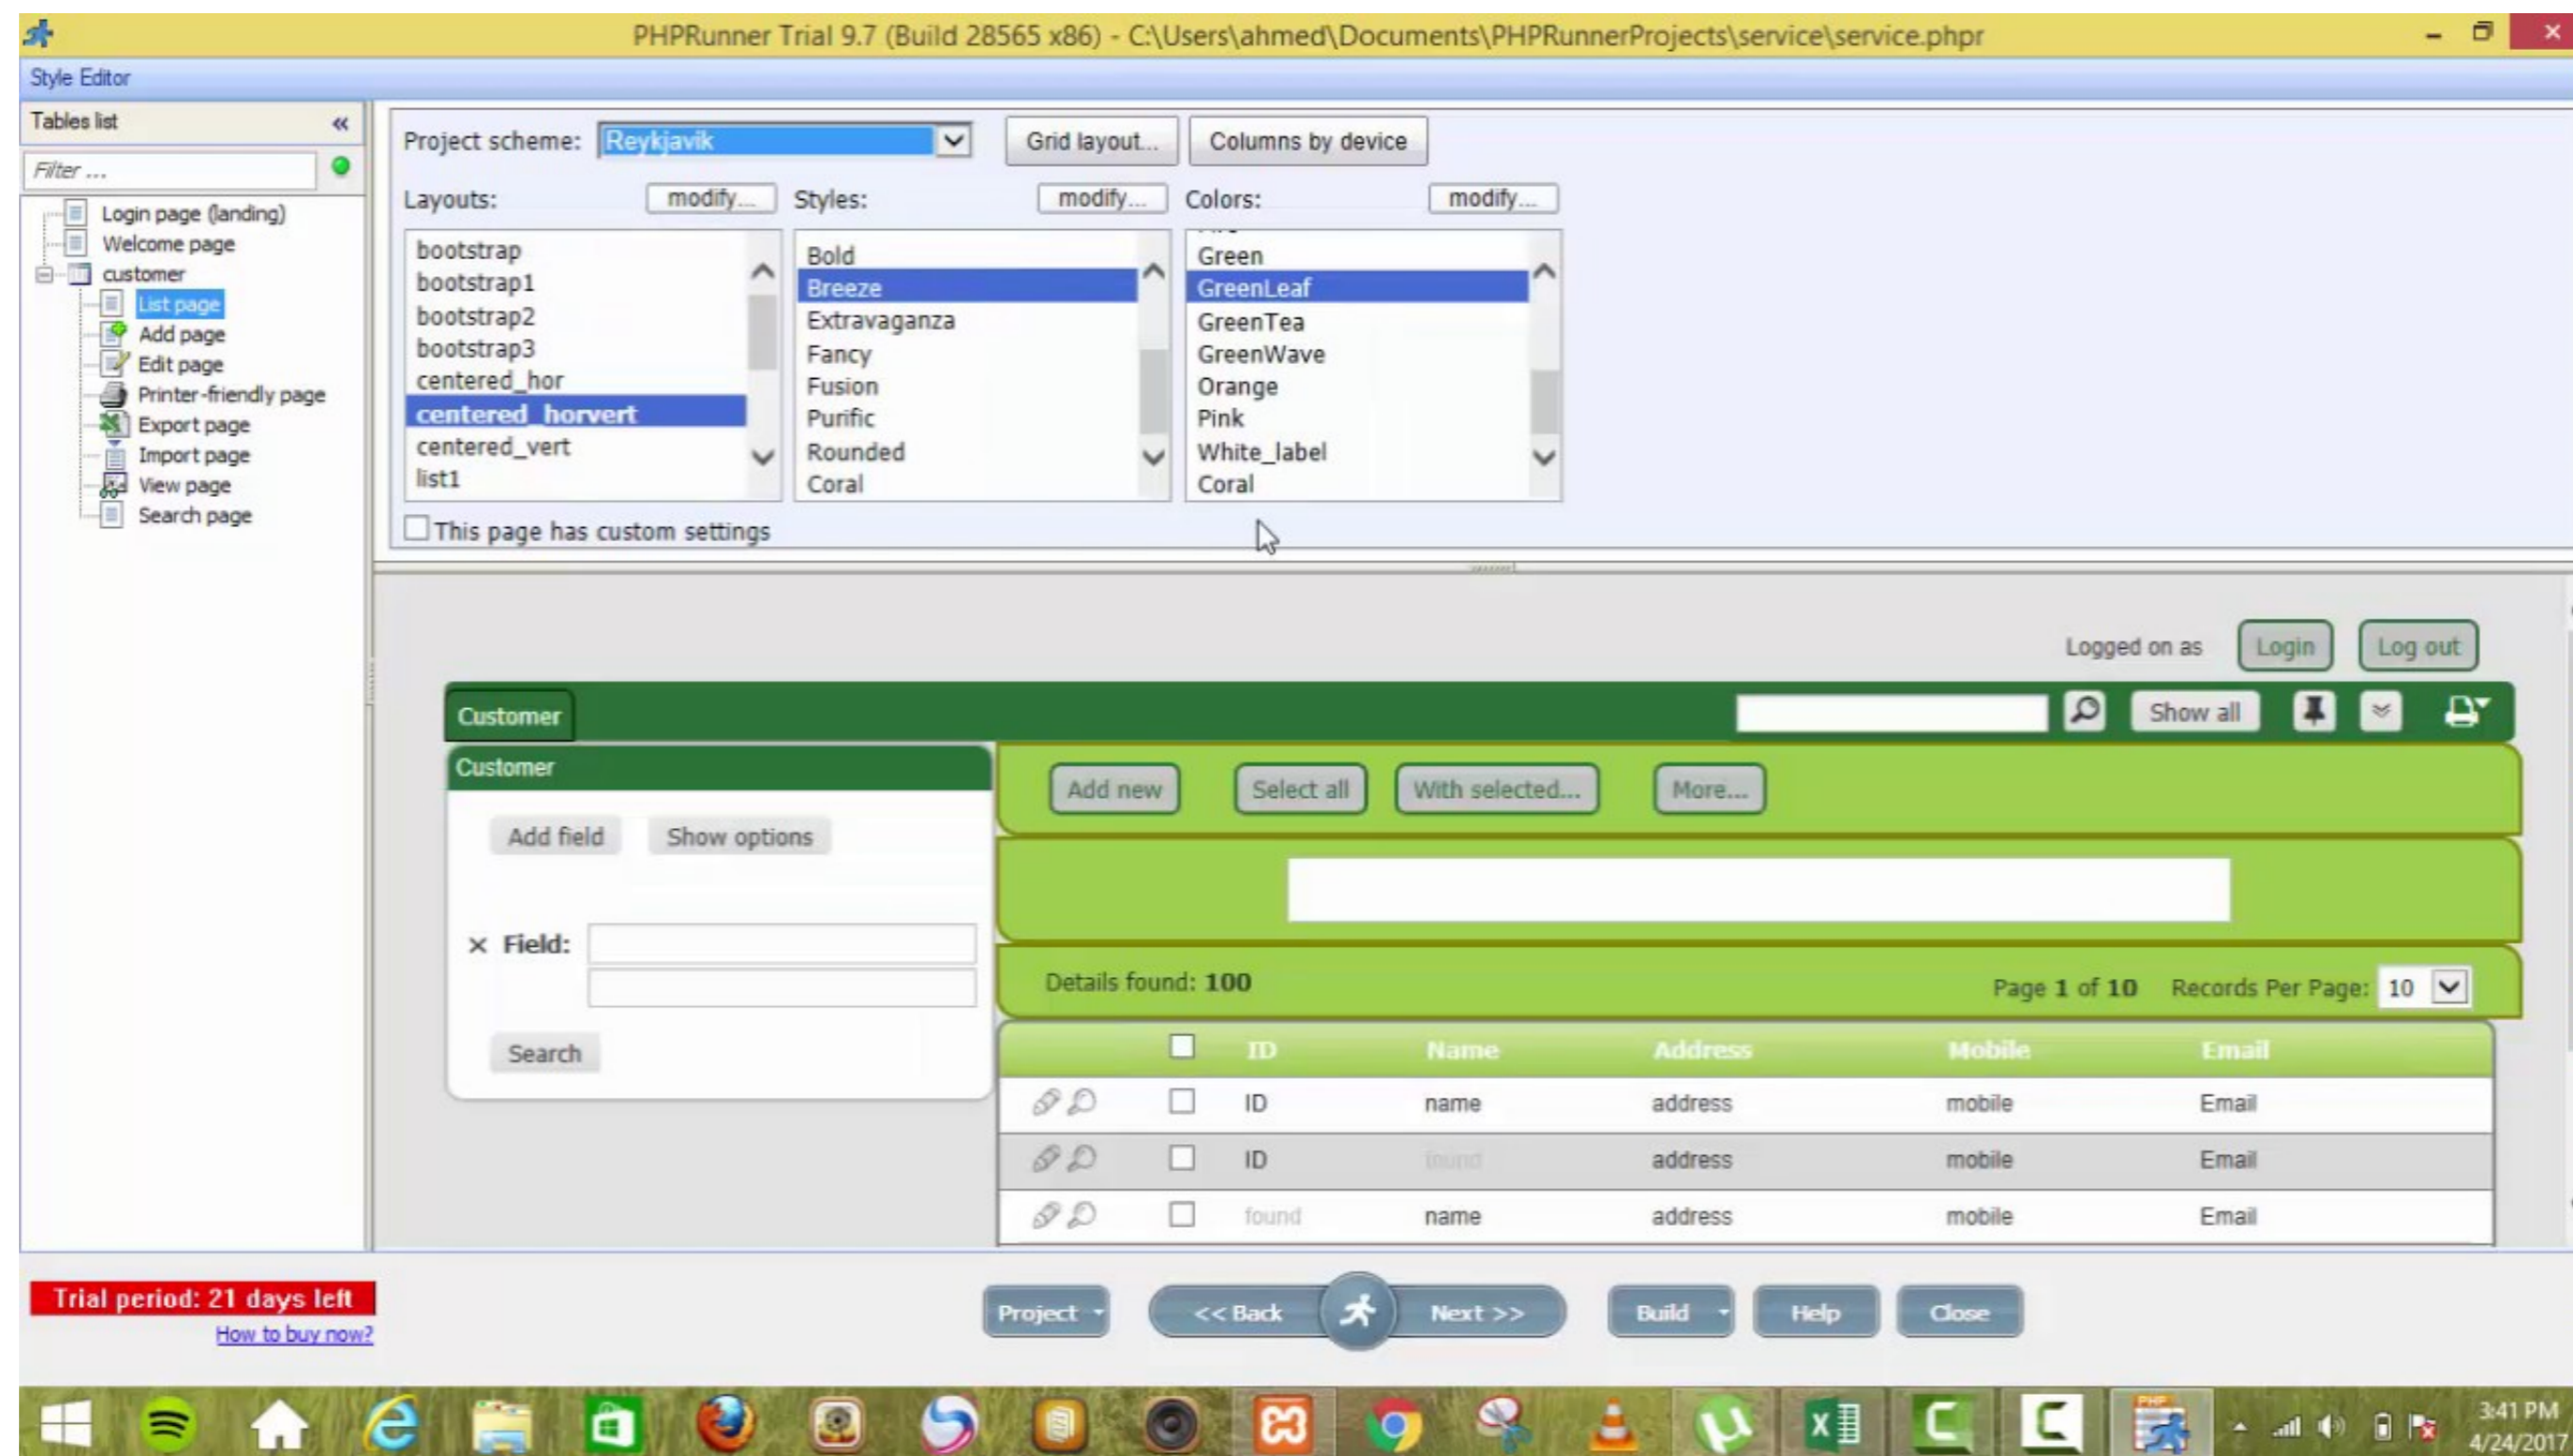 PHPRunner Trial 9.7 (Build 28565 x86) - C:\Users\ahmed\Documents\PHPRunnerProjects\service\service.phpr
Style Editor
Tables list
Filter ...
Login page (landing)
Welcome page
customer
List page
Add page
Edit page
Printer-friendly page
Export page
Import page
View page
Search page
Project scheme: Reykjavik Grid layout... Columns by device
Layouts: modify... Styles: modify... Colors: modify...
bootstrap
bootstrap1
bootstrap2
bootstrap3
centered_hor
centered_horvert
centered_vert
list1
Bold
Breeze
Extravaganza
Fancy
Fusion
Purific
Rounded
Coral
Green
GreenLeaf
GreenTea
GreenWave
Orange
Pink
White_label
Coral
This page has custom settings
Logged on as Login Log out
Customer Show all
Customer
Add field Show options
× Field:
Search
Add new Select all With selected... More...
Details found: 100 Page 1 of 10 Records Per Page: 10
ID Name Address Mobile Email
ID name address mobile Email
ID found address mobile Email
found name address mobile Email
Trial period: 21 days left
How to buy now?
Project << Back Next >> Build Help Close
3:41 PM
4/24/2017